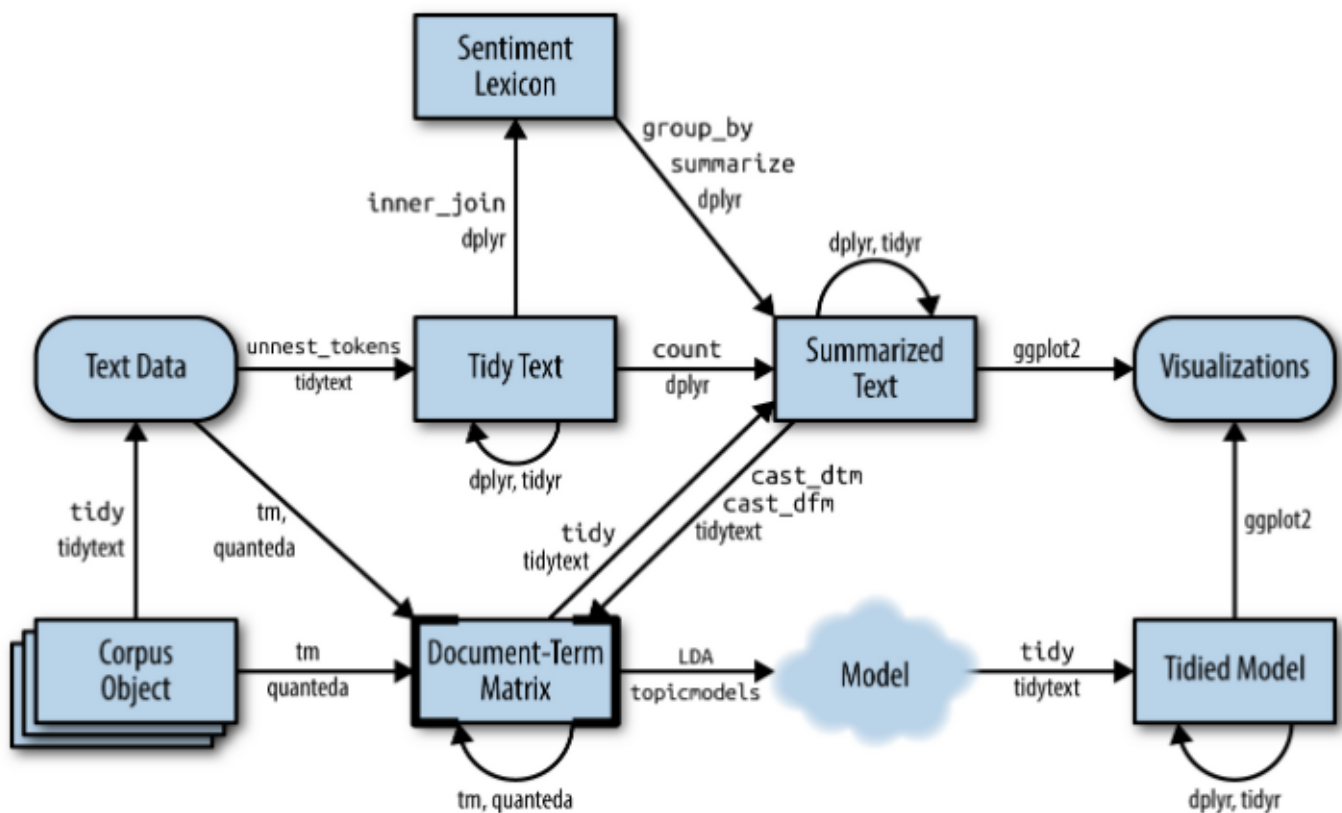 Sentiment
Lexicon
group_by
summarize
dplyr
inner_join
dplyr
dplyr, tidyr
Text Data
unnest_tokens
tidytext
Tidy Text
count
dplyr
Summarized
Text
ggplot2
Visualizations
dplyr, tidyr
tidy
tidytext
tm,
quanteda
tidy
tidytext
cast_dtm
cast_dfm
tidytext
ggplot2
Corpus
Object
tm
quanteda
Document-Term
Matrix
LDA
topicmodels
Model
tidy
tidytext
Tidied Model
tm, quanteda
dplyr, tidyr